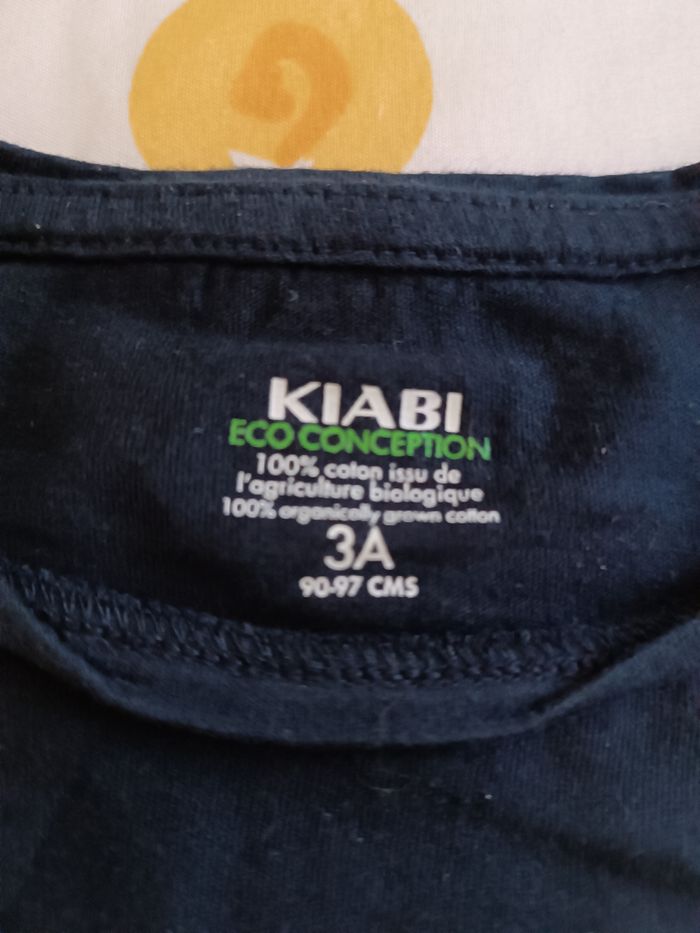 KIABI
ECO CONCEPTION
100% coton issu de
l'agriculture biologique
100% organically grown cotton
3A
90-97 CMS